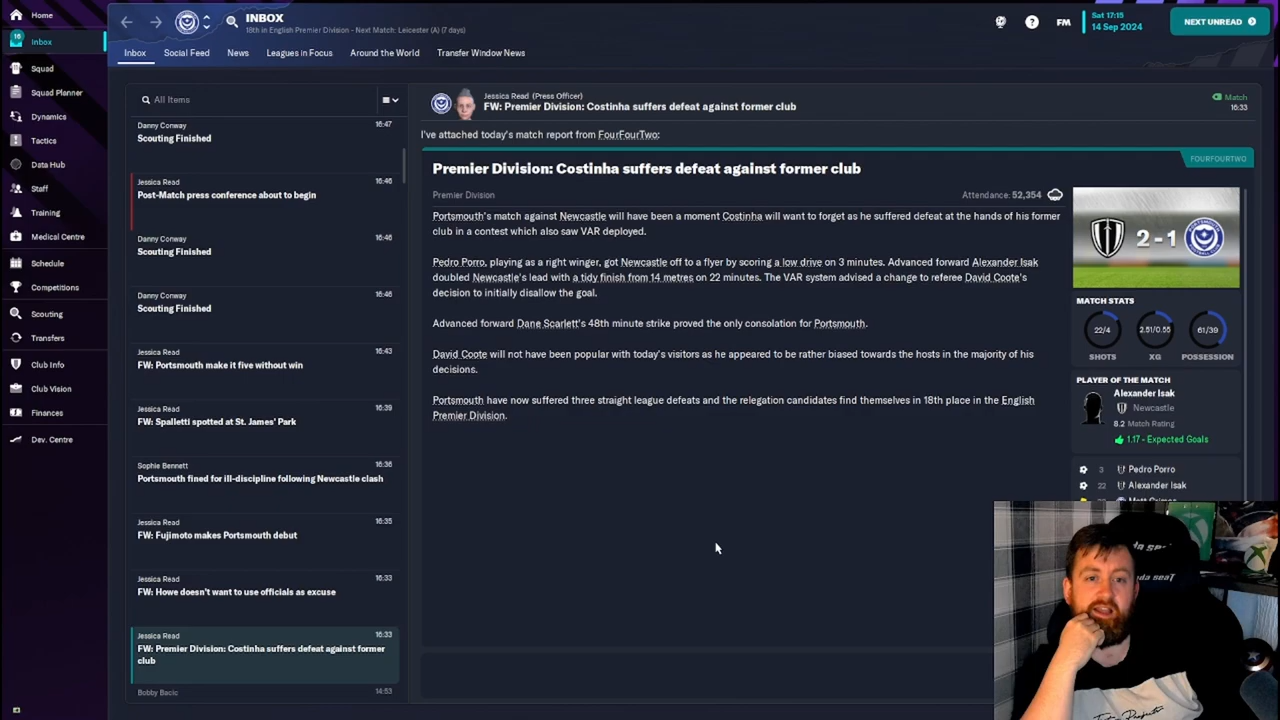 Home
INBOX
18th in English Premier Division - Next Match: Leicester (A) (7 days)
FM
Sat 17:15
14 Sep 2024
NEXT UNREAD
Inbox
Squad
Squad Planner
Dynamics
Tactics
Data Hub
Staff
Training
Medical Centre
Schedule
Competitions
Scouting
Transfers
Club Info
Club Vision
Finances
Dev. Centre
Inbox
Social Feed
News
Leagues in Focus
Around the World
Transfer Window News
All Items
Danny Conway 16:47
Scouting Finished
Jessica Read 16:46
Post-Match press conference about to begin
Danny Conway 16:46
Scouting Finished
Danny Conway 16:46
Scouting Finished
Jessica Read 16:43
FW: Portsmouth make it five without win
Jessica Read 16:39
FW: Spalletti spotted at St. James' Park
Sophie Bennett 16:36
Portsmouth fined for ill-discipline following Newcastle clash
Jessica Read 16:35
FW: Fujimoto makes Portsmouth debut
Jessica Read 16:33
FW: Howe doesn't want to use officials as excuse
Jessica Read 16:33
FW: Premier Division: Costinha suffers defeat against former
club
Bobby Bacic 14:53
Jessica Read (Press Officer)
FW: Premier Division: Costinha suffers defeat against former club
Match
16:33
I've attached today's match report from FourFourTwo:
FOURFOURTWO
Premier Division: Costinha suffers defeat against former club
Premier Division
Attendance: 52,354
Portsmouth's match against Newcastle will have been a moment Costinha will want to forget as he suffered defeat at the hands of his former
club in a contest which also saw VAR deployed.
Pedro Porro, playing as a right winger, got Newcastle off to a flyer by scoring a low drive on 3 minutes. Advanced forward Alexander Isak
doubled Newcastle's lead with a tidy finish from 14 metres on 22 minutes. The VAR system advised a change to referee David Coote's
decision to initially disallow the goal.
Advanced forward Dane Scarlett's 48th minute strike proved the only consolation for Portsmouth.
David Coote will not have been popular with today's visitors as he appeared to be rather biased towards the hosts in the majority of his
decisions.
Portsmouth have now suffered three straight league defeats and the relegation candidates find themselves in 18th place in the English
Premier Division.
2 - 1
MATCH STATS
22/4
2.51/0.55
61/39
SHOTS
XG
POSSESSION
PLAYER OF THE MATCH
Alexander Isak
Newcastle
8.2 Match Rating
1.17 - Expected Goals
3 Pedro Porro
22 Alexander Isak